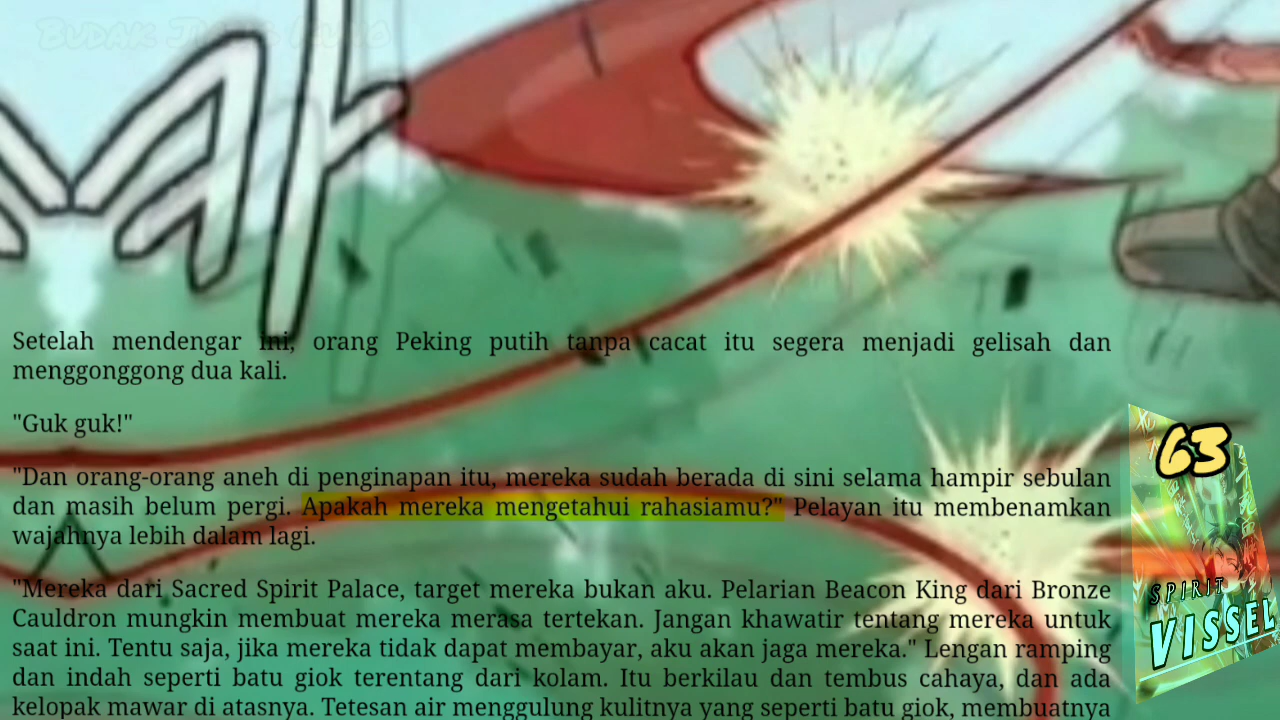 Budak Jiang Kuno
Setelah mendengar ini, orang Peking putih tanpa cacat itu segera menjadi gelisah dan
menggonggong dua kali.
"Guk guk!"
"Dan orang-orang aneh di penginapan itu, mereka sudah berada di sini selama hampir sebulan
dan masih belum pergi. Apakah mereka mengetahui rahasiamu?" Pelayan itu membenamkan
wajahnya lebih dalam lagi.
"Mereka dari Sacred Spirit Palace, target mereka bukan aku. Pelarian Beacon King dari Bronze
Cauldron mungkin membuat mereka merasa tertekan. Jangan khawatir tentang mereka untuk
saat ini. Tentu saja, jika mereka tidak dapat membayar, aku akan jaga mereka." Lengan ramping
dan indah seperti batu giok terentang dari kolam. Itu berkilau dan tembus cahaya, dan ada
kelopak mawar di atasnya. Tetesan air menggulung kulitnya yang seperti batu giok, membuatnya
63
SPIRIT
VISSEL